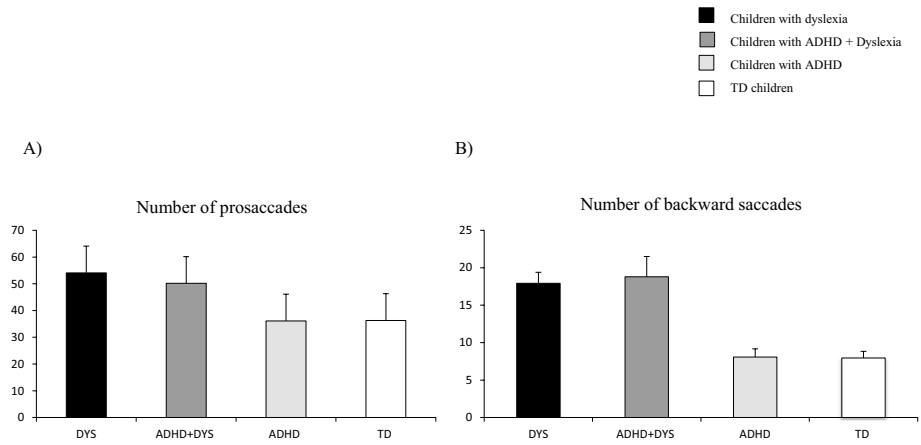 Children with dyslexia
Children with ADHD + Dyslexia
Children with ADHD
TD children
A)
B)
Number of prosaccades
70
60
50
40
30
20
10
0
DYS
ADHD+DYS
ADHD
TD
Number of backward saccades
25
20
15
10
5
0
DYS
ADHD+DYS
ADHD
TD